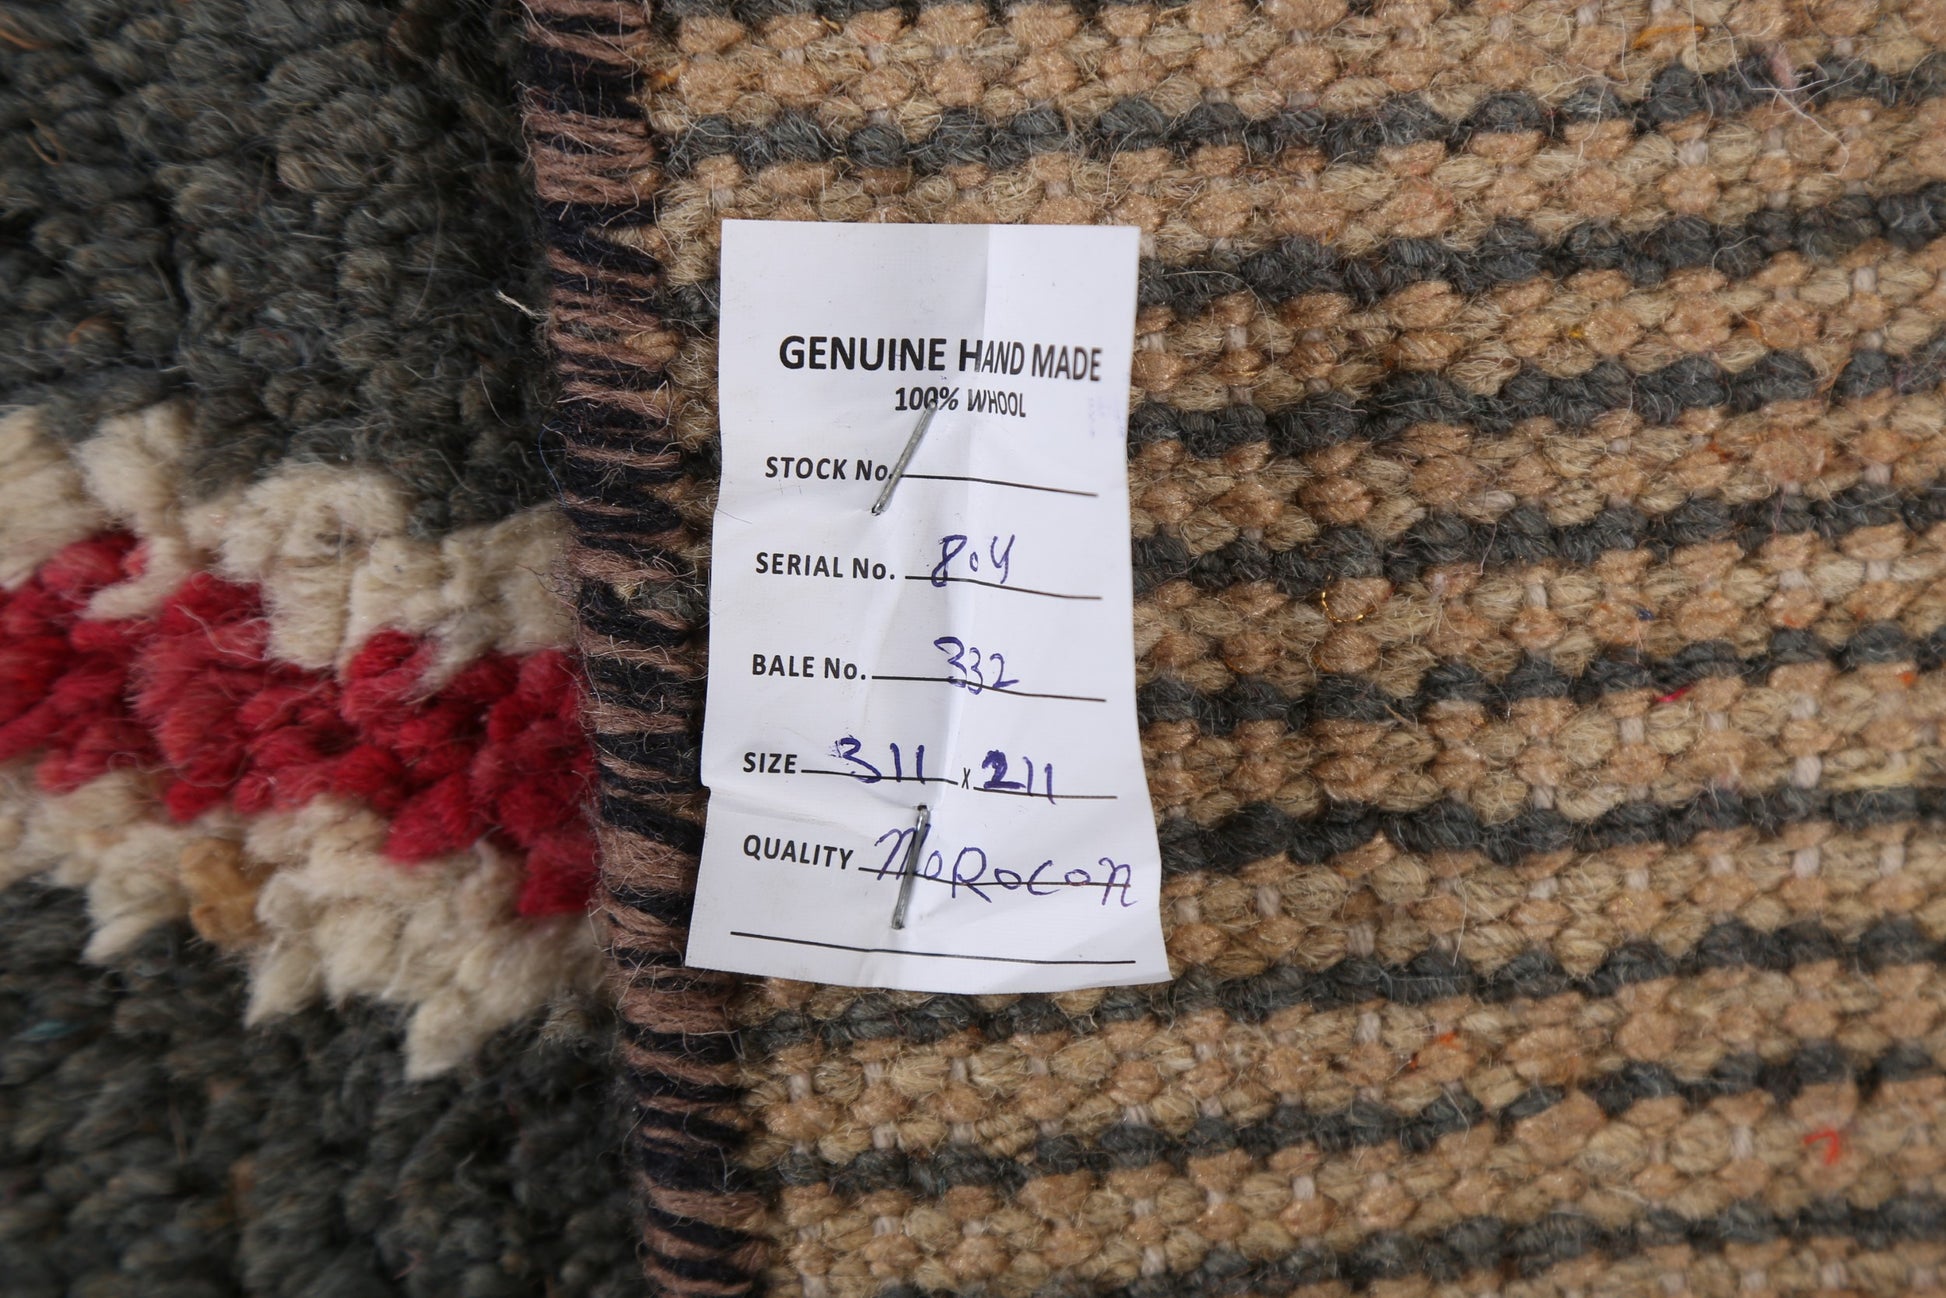 GENUINE HAND MADE
100% WHOOL
STOCK No.
SERIAL No. 804
BALE No. 332
SIZE 311 x 211
QUALITY MoRocon